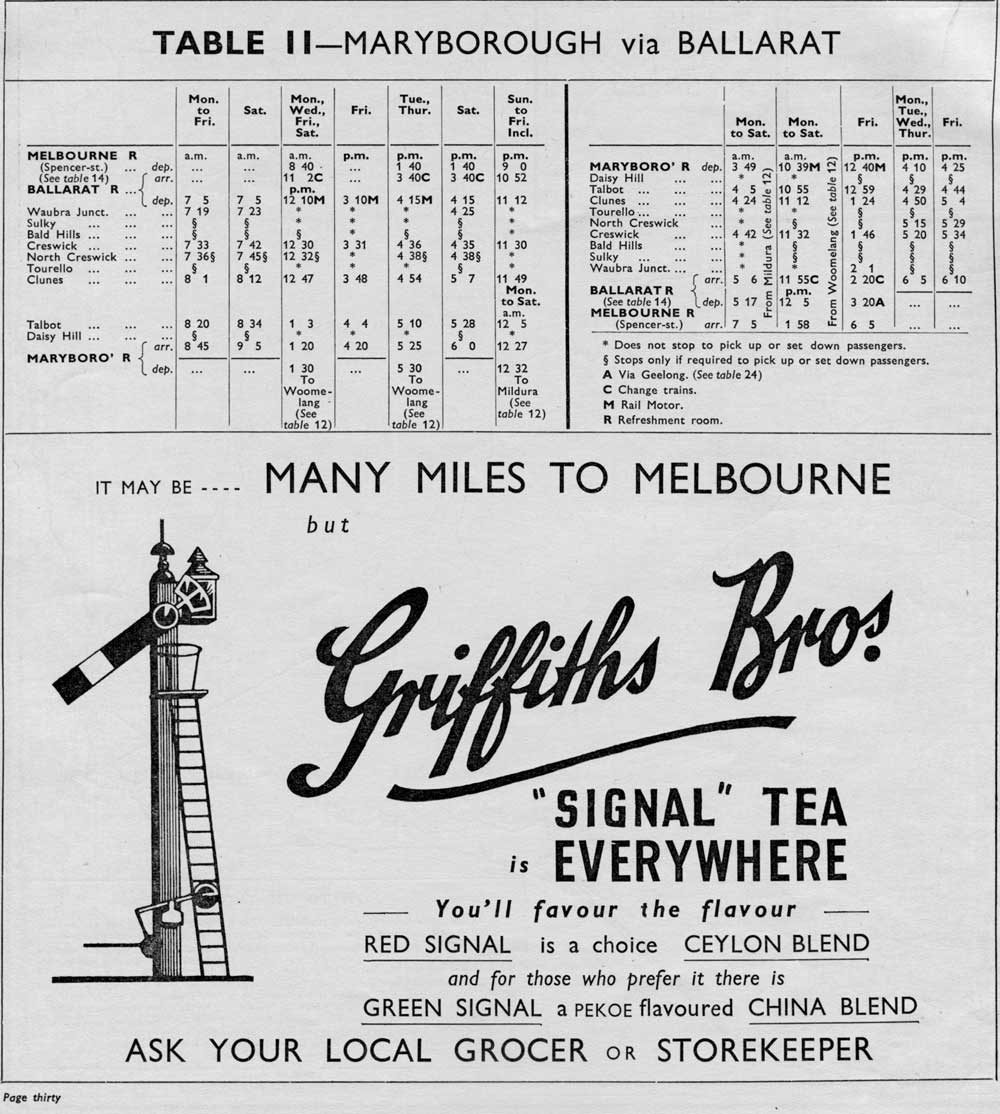 TABLE 11—MARYBOROUGH via BALLARAT
Mon. to Fri. Sat. Mon., Wed., Fri., Sat. Fri. Tue., Thur. Sat. Sun. to Fri. Incl.
a.m. a.m. a.m. p.m. p.m. p.m. p.m.
MELBOURNE R (Spencer-st.) ... dep. ... ... 8 40 ... 1 40 1 40 9 0
(See table 14) arr. ... ... 11 2C ... 3 40C 3 40C 10 52
p.m.
BALLARAT R ... dep. 7 5 7 5 12 10M 3 10M 4 15M 4 15 11 12
Waubra Junct. ... ... 7 19 7 23 * * * 4 25 *
Sulky ... ... ... § § * * * § *
Bald Hills ... ... ... § § § * § § *
Creswick ... ... ... 7 33 7 42 12 30 3 31 4 36 4 35 11 30
North Creswick ... ... 7 36§ 7 45§ 12 32§ * 4 38§ 4 38§ *
Tourello ... ... ... § § * * * § *
Clunes ... ... ... 8 1 8 12 12 47 3 48 4 54 5 7 11 49
Mon. to Sat.
a.m.
Talbot ... ... ... 8 20 8 34 1 3 4 4 5 10 5 28 12 5
Daisy Hill ... ... ... § § * * * § *
MARYBORO' R arr. 8 45 9 5 1 20 4 20 5 25 6 0 12 27
dep. ... ... 1 30 ... 5 30 ... 12 32
To Woome-lang (See table 12) To Woome-lang (See table 12) To Mildura (See table 12)
Mon. to Sat. Mon. to Sat. Fri. Mon., Tue., Wed., Thur. Fri.
a.m. a.m. p.m. p.m. p.m.
MARYBORO' R dep. 3 49 10 39M 12 40M 4 10 4 25
Daisy Hill ... * * § § §
Talbot ... ... ... 4 5 10 55 12 59 4 29 4 44
Clunes ... ... ... 4 24 11 12 1 24 4 50 5 4
Tourello ... ... * * § § §
North Creswick ... * § § 5 15 5 29
Creswick ... ... 4 42 11 32 1 46 5 20 5 34
Bald Hills ... * § § § §
Sulky ... ... ... * * § § §
Waubra Junct. ... ... * * 2 1 § §
BALLARAT R arr. 5 6 11 55C 2 20C 6 5 6 10
p.m.
(See table 14) dep. 5 17 12 5 3 20A ... ...
MELBOURNE R
(Spencer-st.) arr. 7 5 1 58 6 5 ... ...
From Mildura (See table 12)
From Woomelang (See table 12)
* Does not stop to pick up or set down passengers.
§ Stops only if required to pick up or set down passengers.
A Via Geelong. (See table 24)
C Change trains.
M Rail Motor.
R Refreshment room.
IT MAY BE ---- MANY MILES TO MELBOURNE
but
Griffiths Bros.
"SIGNAL" TEA
is EVERYWHERE
You'll favour the flavour
RED SIGNAL is a choice CEYLON BLEND
and for those who prefer it there is
GREEN SIGNAL a PEKOE flavoured CHINA BLEND
ASK YOUR LOCAL GROCER OR STOREKEEPER
Page thirty